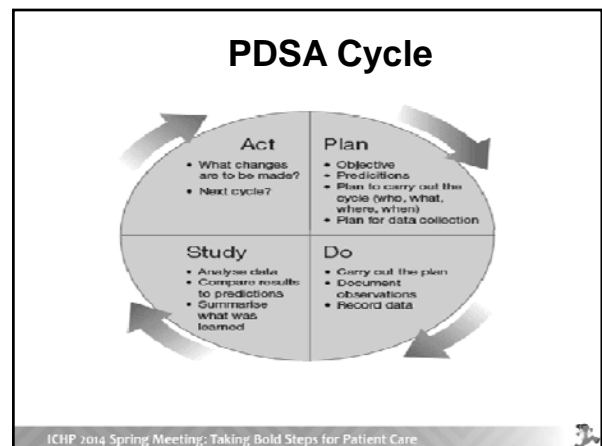 PDSA Cycle
Act
• What changes
are to be made?
• Next cycle?
Plan
• Objective
• Predicitions
• Plan to carry out the
cycle (who, what,
where, when)
• Plan for data collection
Study
• Analyse data
• Compare results
to predictions
• Summarise
what was
learned
Do
• Carry out the plan
• Document
observations
• Record data
ICHP 2014 Spring Meeting: Taking Bold Steps for Patient Care